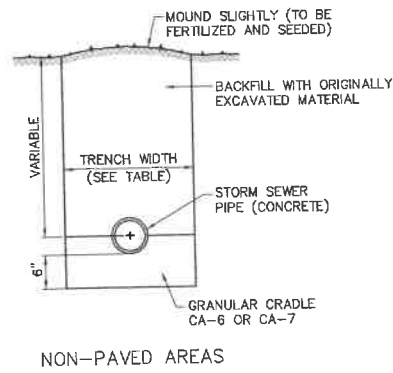 MOUND SLIGHTLY (TO BE
FERTILIZED AND SEEDED)
BACKFILL WITH ORIGINALLY
EXCAVATED MATERIAL
VARIABLE
TRENCH WIDTH
(SEE TABLE)
STORM SEWER
PIPE (CONCRETE)
6"
GRANULAR CRADLE
CA-6 OR CA-7
NON-PAVED AREAS